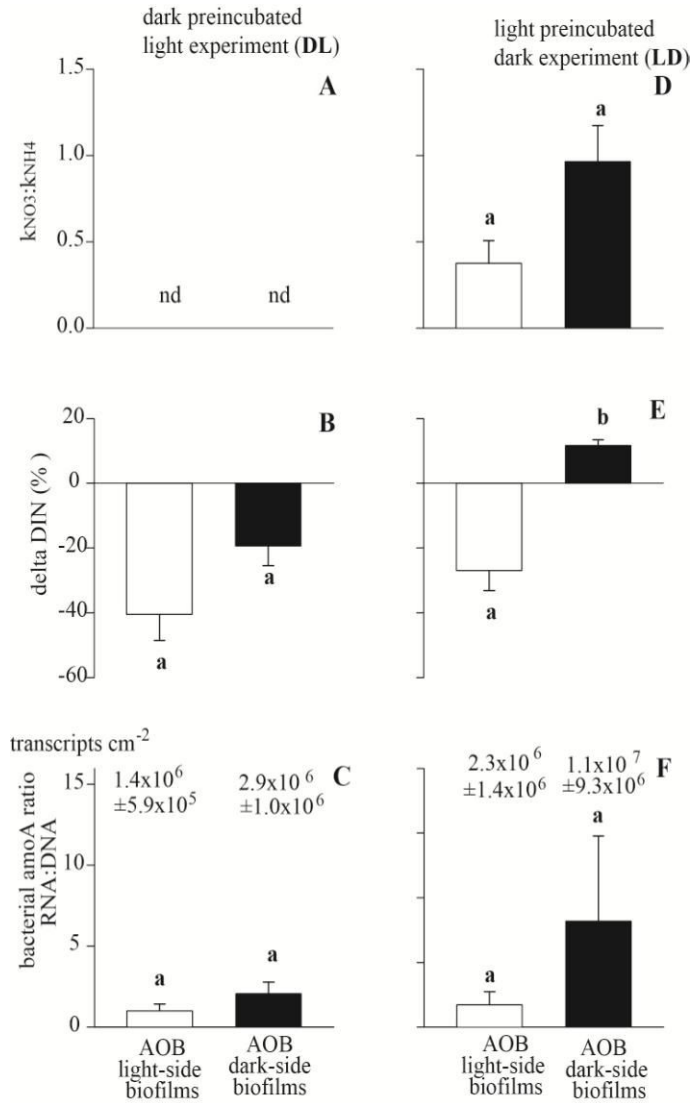 dark preincubated
light experiment (DL)
light preincubated
dark experiment (LD)
kNO3:kNH4
1.5
1.0
0.5
0.0
A
nd
nd
D
a
a
delta DIN (%)
20
0
-20
-40
-60
B
a
a
E
a
b
transcripts cm-2
bacterial amoA ratio
RNA:DNA
15
10
5
0
1.4x10^6
±5.9x10^5
2.9x10^6
±1.0x10^6
C
a
a
2.3x10^6
±1.4x10^6
1.1x10^7
±9.3x10^6
F
a
a
AOB
light-side
biofilms
AOB
dark-side
biofilms
AOB
light-side
biofilms
AOB
dark-side
biofilms